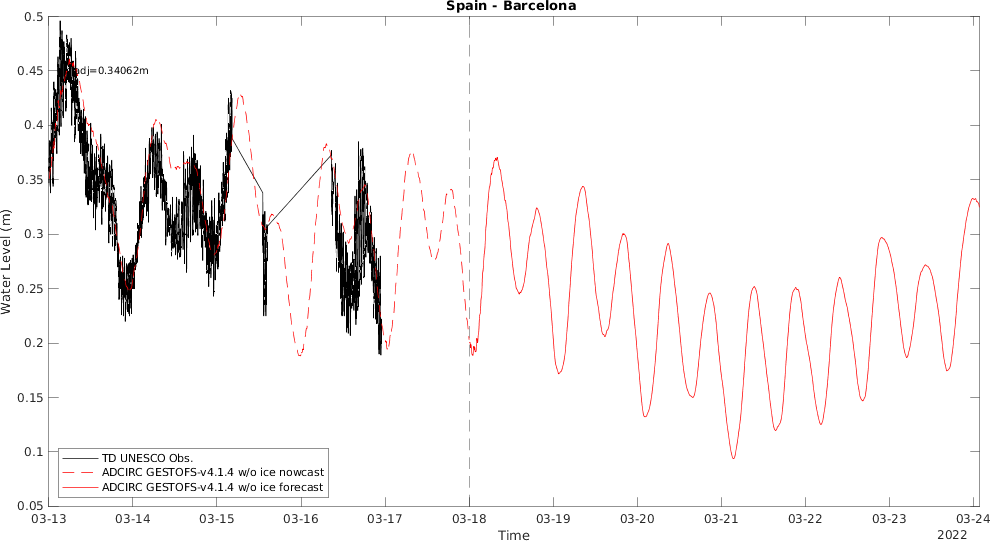 Spain - Barcelona
0.5
0.45
0.4
0.35
0.3
0.25
0.2
0.15
0.1
0.05
Water Level (m)
adj=0.34062m
TD UNESCO Obs.
ADCIRC GESTOFS-v4.1.4 w/o ice nowcast
ADCIRC GESTOFS-v4.1.4 w/o ice forecast
03-13 03-14 03-15 03-16 03-17 03-18 03-19 03-20 03-21 03-22 03-23 03-24
Time
2022